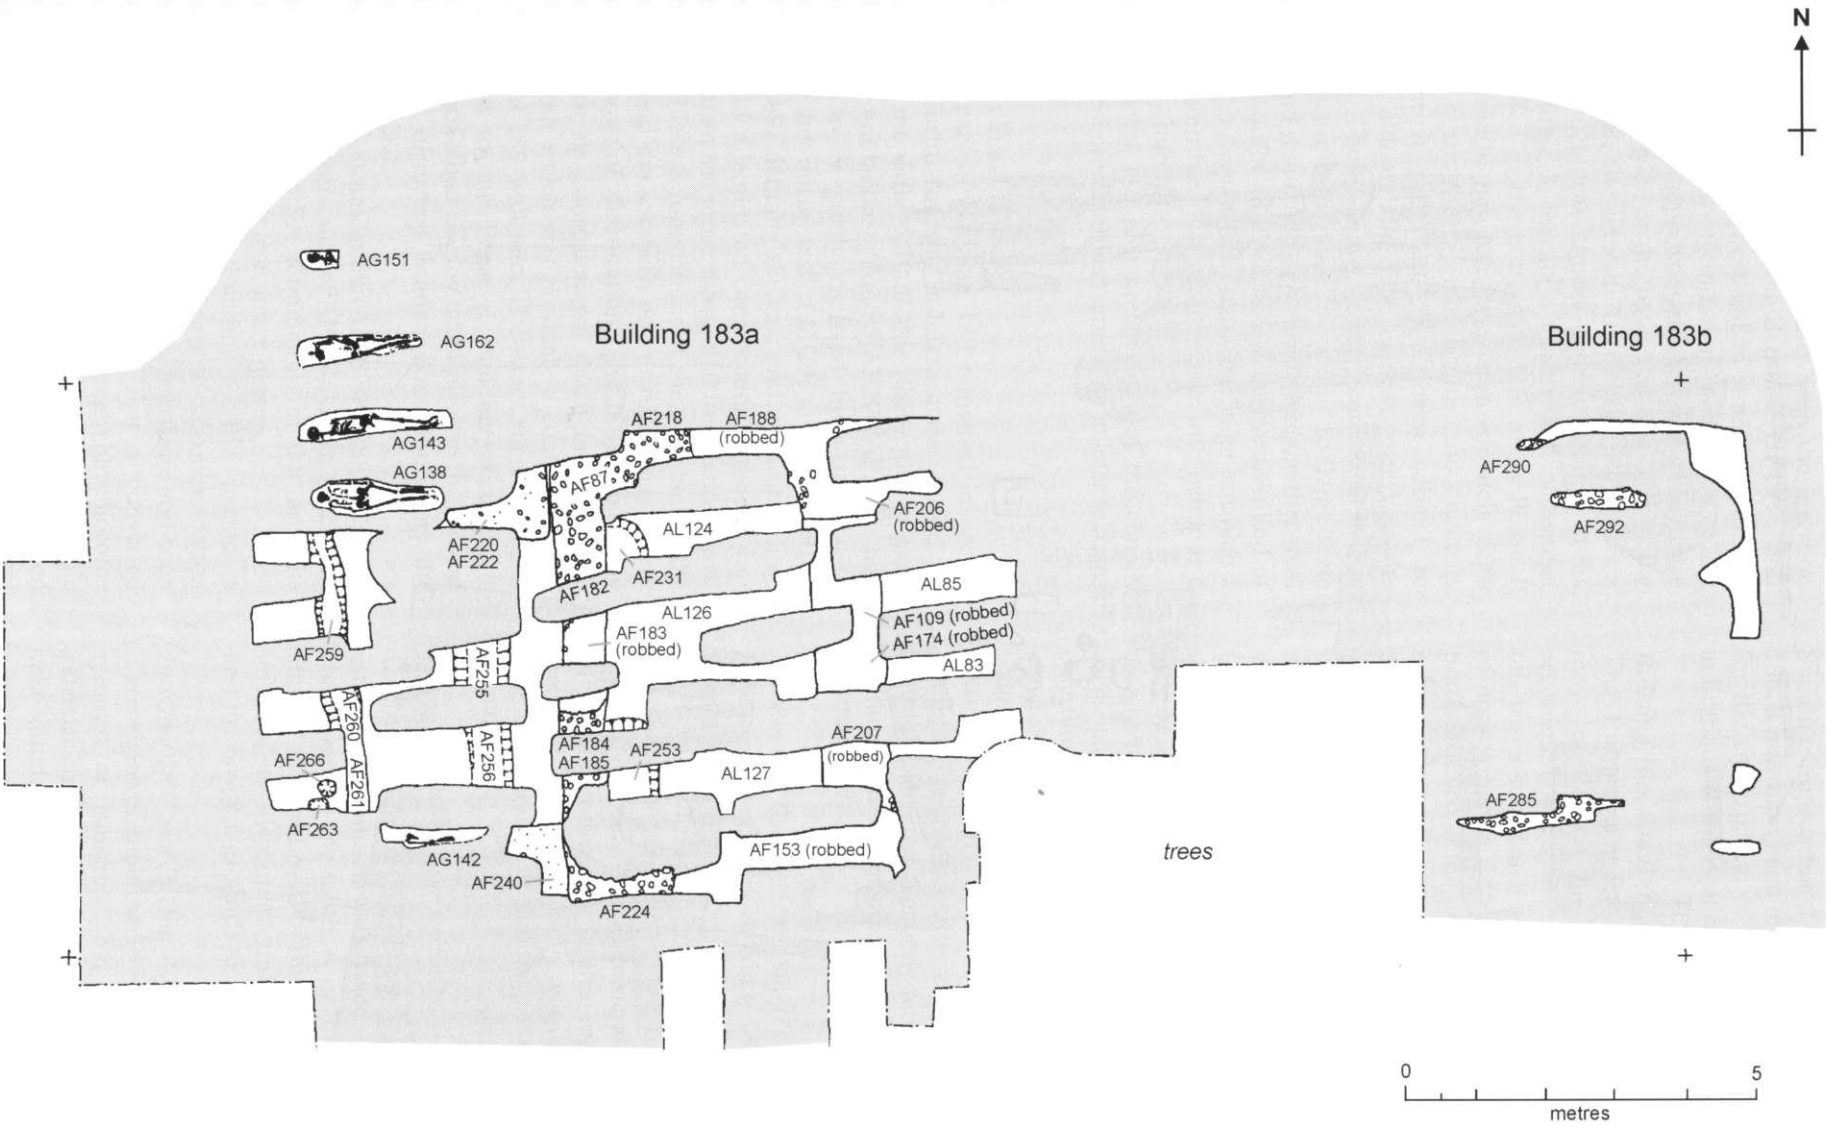 N
AG151
Building 183a
Building 183b
AG162
AF218
AF188
(robbed)
AG143
AG138
AF87
AF290
AF206
(robbed)
AL124
AF292
AF220
AF222
AF231
AF182
AL85
AL126
AF109 (robbed)
AF183
(robbed)
AF174 (robbed)
AF259
AF255
AL83
AF260
AF207
(robbed)
AF184
AF185
AF253
AF256
AF266
AF261
AL127
AF263
AF285
AG142
AF153 (robbed)
trees
AF240
AF224
0 5
metres